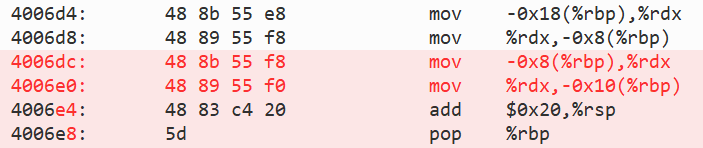 4006d4: 48 8b 55 e8 mov -0x18(%rbp),%rdx
4006d8: 48 89 55 f8 mov %rdx,-0x8(%rbp)
4006dc: 48 8b 55 f8 mov -0x8(%rbp),%rdx
4006e0: 48 89 55 f0 mov %rdx,-0x10(%rbp)
4006e4: 48 83 c4 20 add $0x20,%rsp
4006e8: 5d pop %rbp